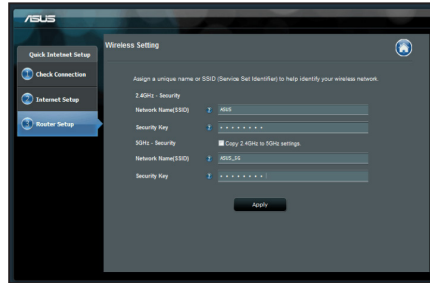 ASUS
Quick Internet Setup
Check Connection
Internet Setup
Router Setup
Wireless Setting
Assign a unique name or SSID (Service Set Identifier) to help identify your wireless network.
2.4GHz - Security
Network Name(SSID) ASUS
Security Key
5GHz - Security Copy 2.4GHz to 5GHz settings.
Network Name(SSID) ASUS_5G
Security Key
Apply